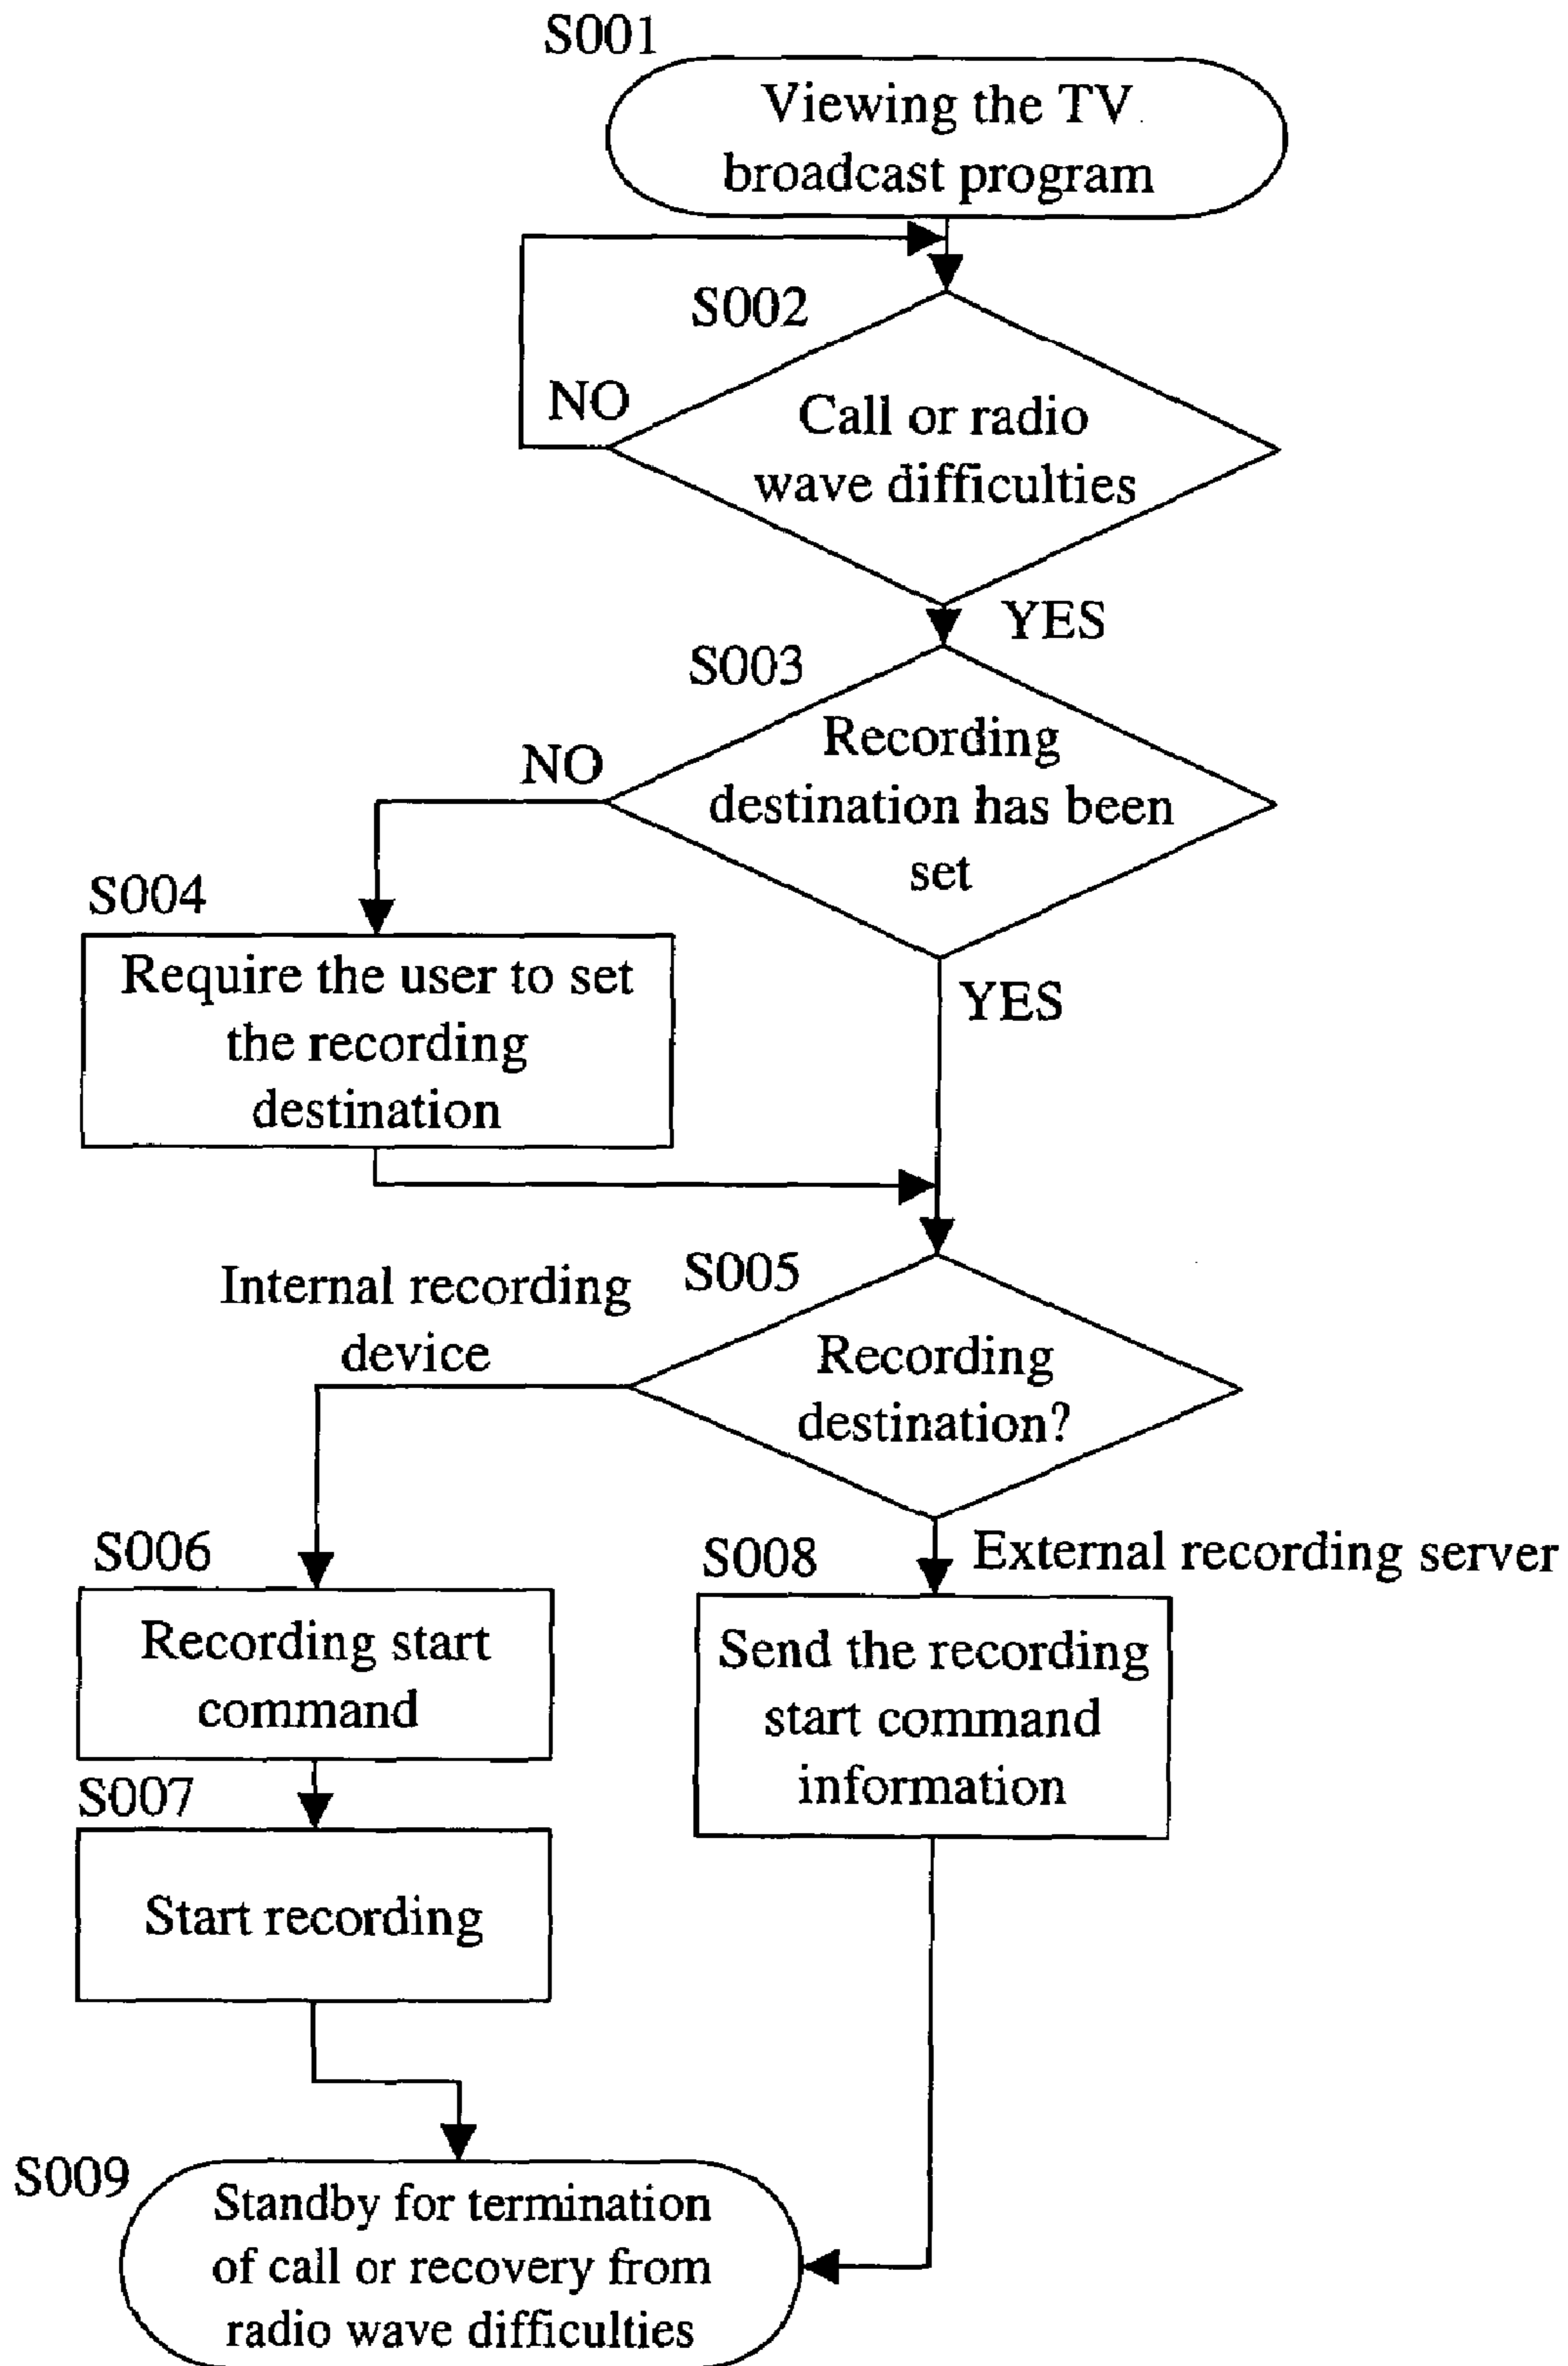 S001
Viewing the TV
broadcast program
S002
NO
Call or radio
wave difficulties
YES
S003
NO
Recording
destination has been
set
S004
Require the user to set
the recording
destination
YES
Internal recording
device
S005
Recording
destination?
S006
Recording start
command
S008
External recording server
Send the recording
start command
information
S007
Start recording
S009
Standby for termination
of call or recovery from
radio wave difficulties